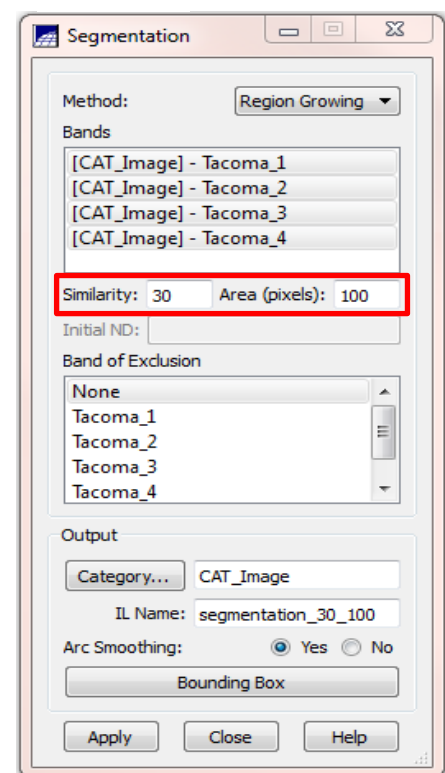 Segmentation
Method: Region Growing
Bands
[CAT_Image] - Tacoma_1
[CAT_Image] - Tacoma_2
[CAT_Image] - Tacoma_3
[CAT_Image] - Tacoma_4
Similarity: 30 Area (pixels): 100
Initial ND:
Band of Exclusion
None
Tacoma_1
Tacoma_2
Tacoma_3
Tacoma_4
Output
Category... CAT_Image
IL Name: segmentation_30_100
Arc Smoothing: Yes No
Bounding Box
Apply Close Help